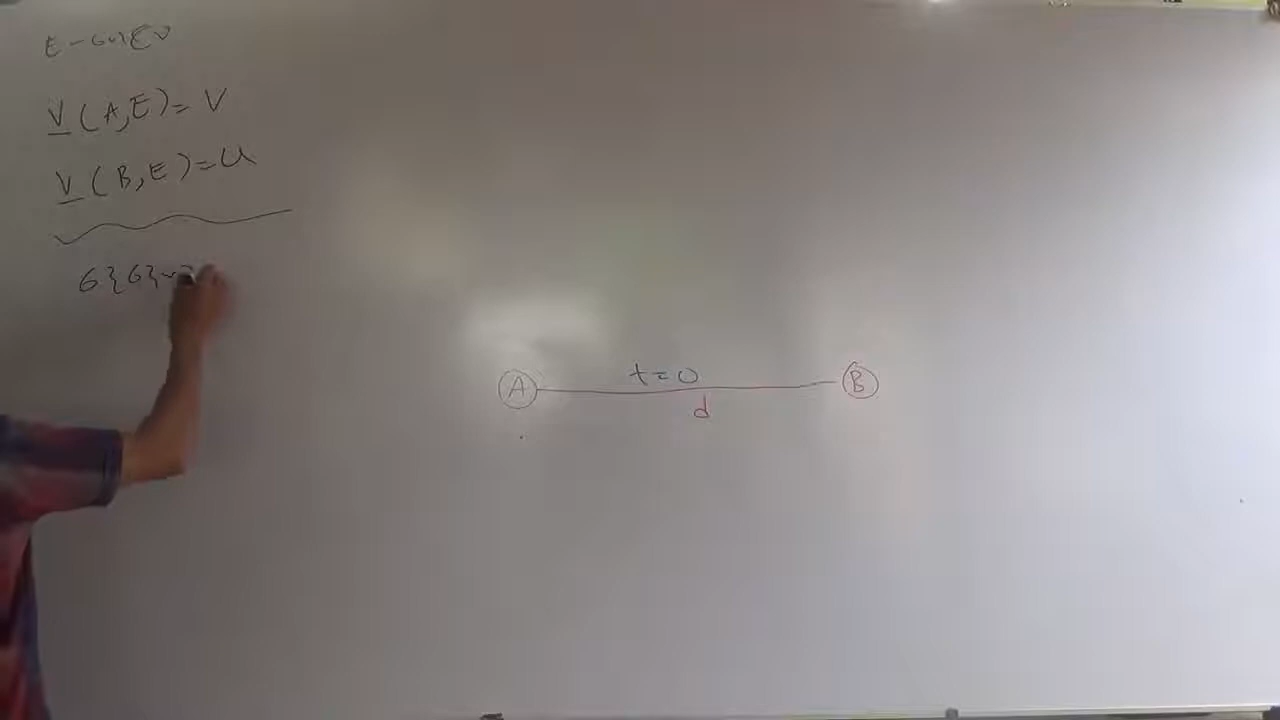 E -
V (A,E) = V
V (B,E) = u
A t=0 B
d